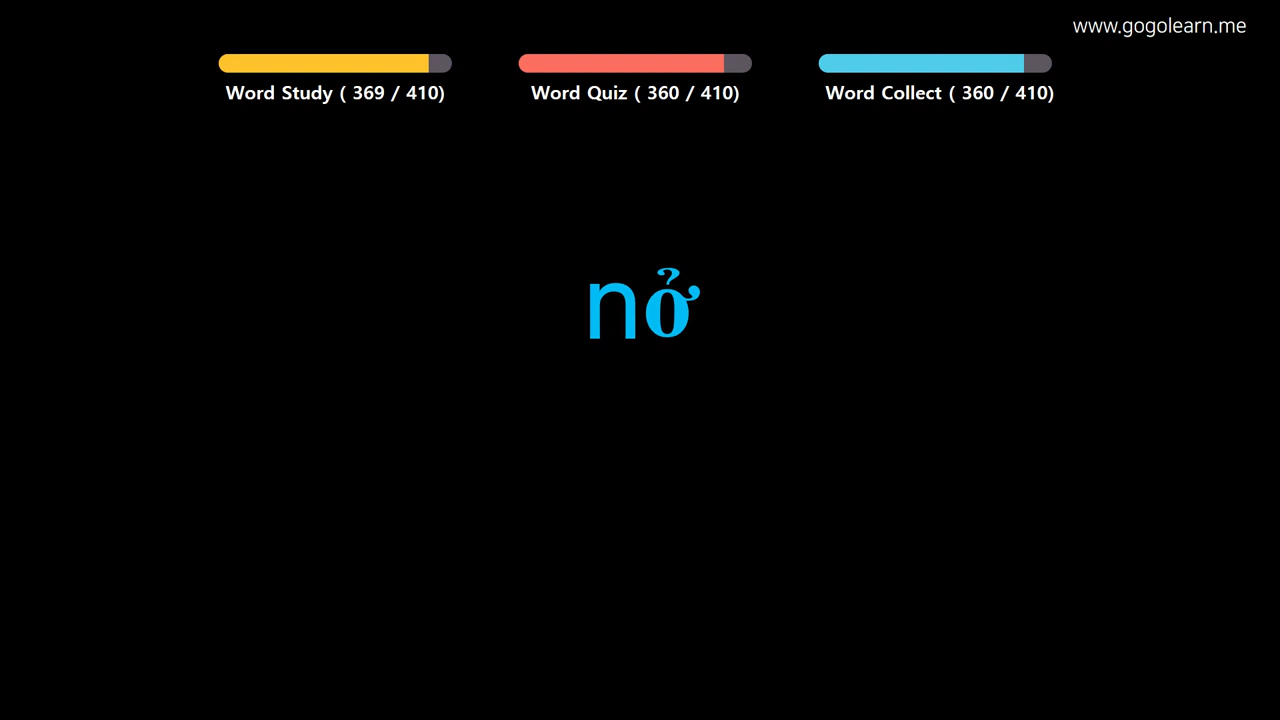 www.gogolearn.me
Word Study ( 369 / 410)
Word Quiz ( 360 / 410)
Word Collect ( 360 / 410)
nở